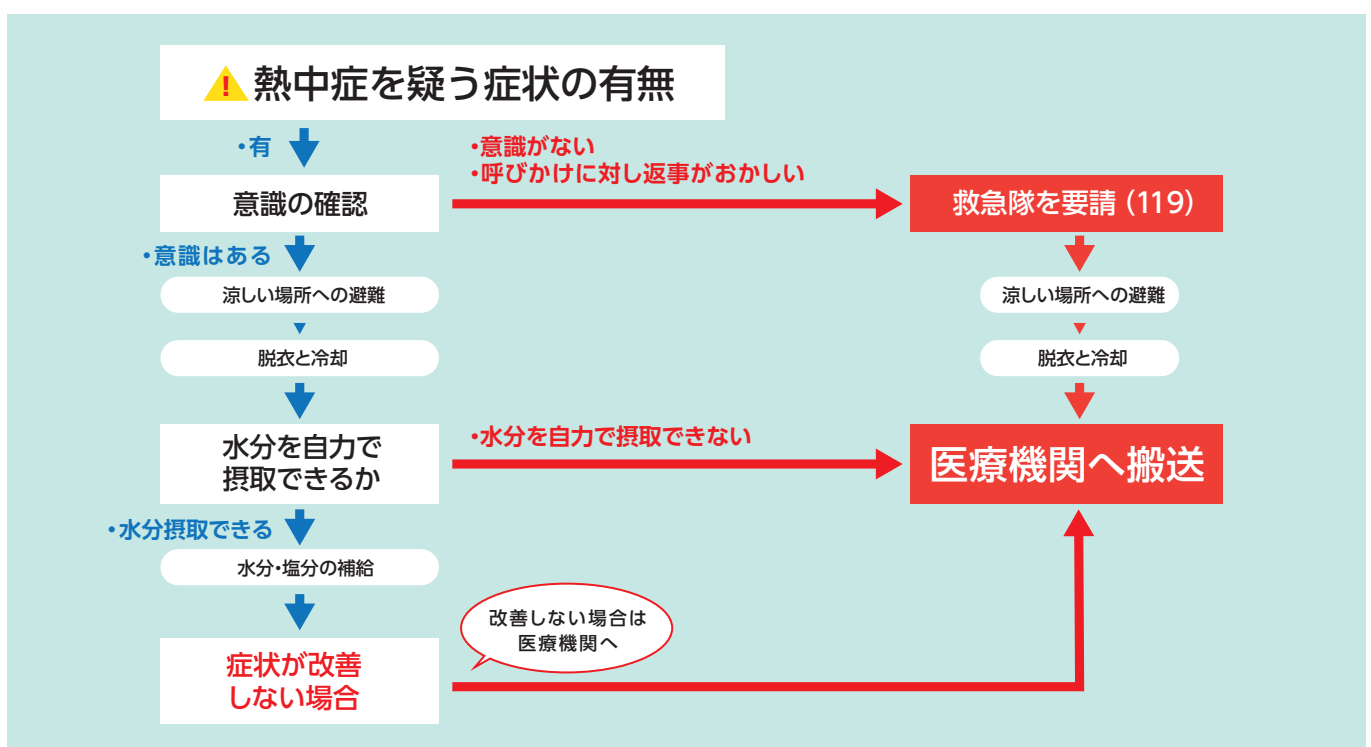 熱中症を疑う症状の有無
・有
・意識がない
・呼びかけに対し返事がおかしい
意識の確認
救急隊を要請（119）
・意識はある
涼しい場所への避難
涼しい場所への避難
脱衣と冷却
脱衣と冷却
水分を自力で
摂取できるか
・水分を自力で摂取できない
医療機関へ搬送
・水分摂取できる
水分・塩分の補給
改善しない場合は
医療機関へ
症状が改善
しない場合